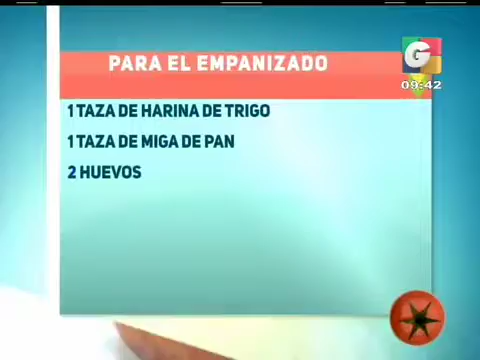 PARA EL EMPANIZADO
G
09:42
1 TAZA DE HARINA DE TRIGO
1 TAZA DE MIGA DE PAN
2 HUEVOS